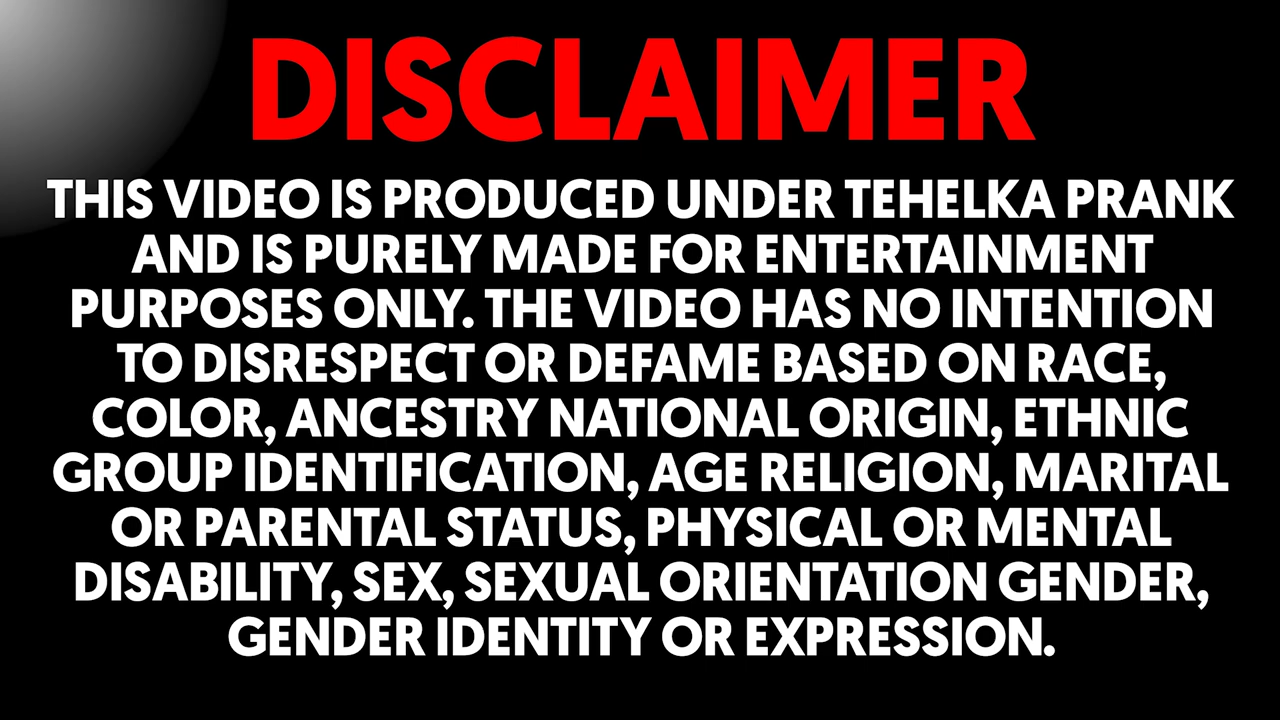 DISCLAIMER
THIS VIDEO IS PRODUCED UNDER TEHELKA PRANK
AND IS PURELY MADE FOR ENTERTAINMENT
PURPOSES ONLY. THE VIDEO HAS NO INTENTION
TO DISRESPECT OR DEFAME BASED ON RACE,
COLOR, ANCESTRY NATIONAL ORIGIN, ETHNIC
GROUP IDENTIFICATION, AGE RELIGION, MARITAL
OR PARENTAL STATUS, PHYSICAL OR MENTAL
DISABILITY, SEX, SEXUAL ORIENTATION GENDER,
GENDER IDENTITY OR EXPRESSION.